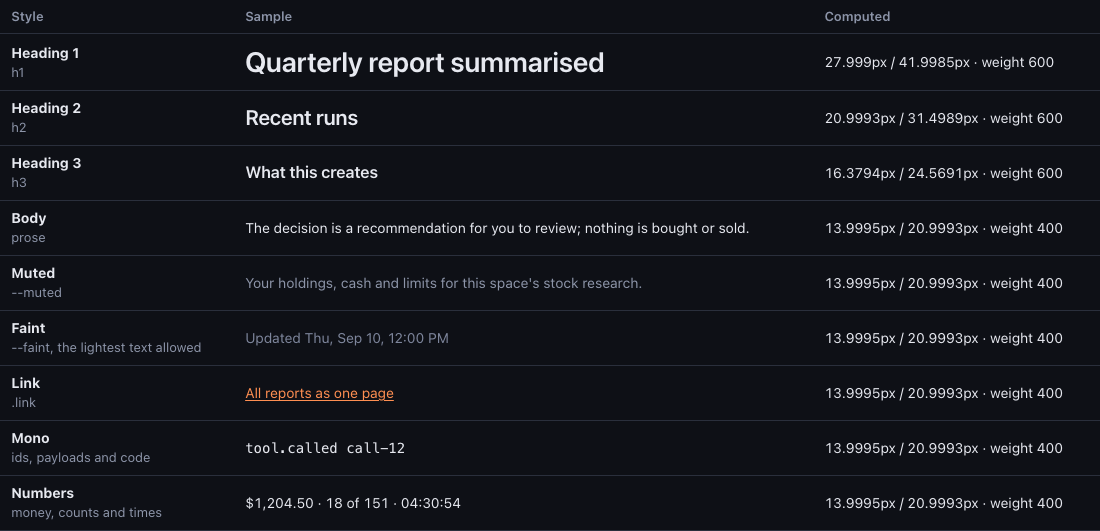 Style Sample Computed
Heading 1
h1
Quarterly report summarised
27.999px / 41.9985px · weight 600
Heading 2
h2
Recent runs
20.9993px / 31.4989px · weight 600
Heading 3
h3
What this creates
16.3794px / 24.5691px · weight 600
Body
prose
The decision is a recommendation for you to review; nothing is bought or sold.
13.9995px / 20.9993px · weight 400
Muted
--muted
Your holdings, cash and limits for this space's stock research.
13.9995px / 20.9993px · weight 400
Faint
--faint, the lightest text allowed
Updated Thu, Sep 10, 12:00 PM
13.9995px / 20.9993px · weight 400
Link
.link
All reports as one page
13.9995px / 20.9993px · weight 400
Mono
ids, payloads and code
tool.called call-12
13.9995px / 20.9993px · weight 400
Numbers
money, counts and times
$1,204.50 · 18 of 151 · 04:30:54
13.9995px / 20.9993px · weight 400